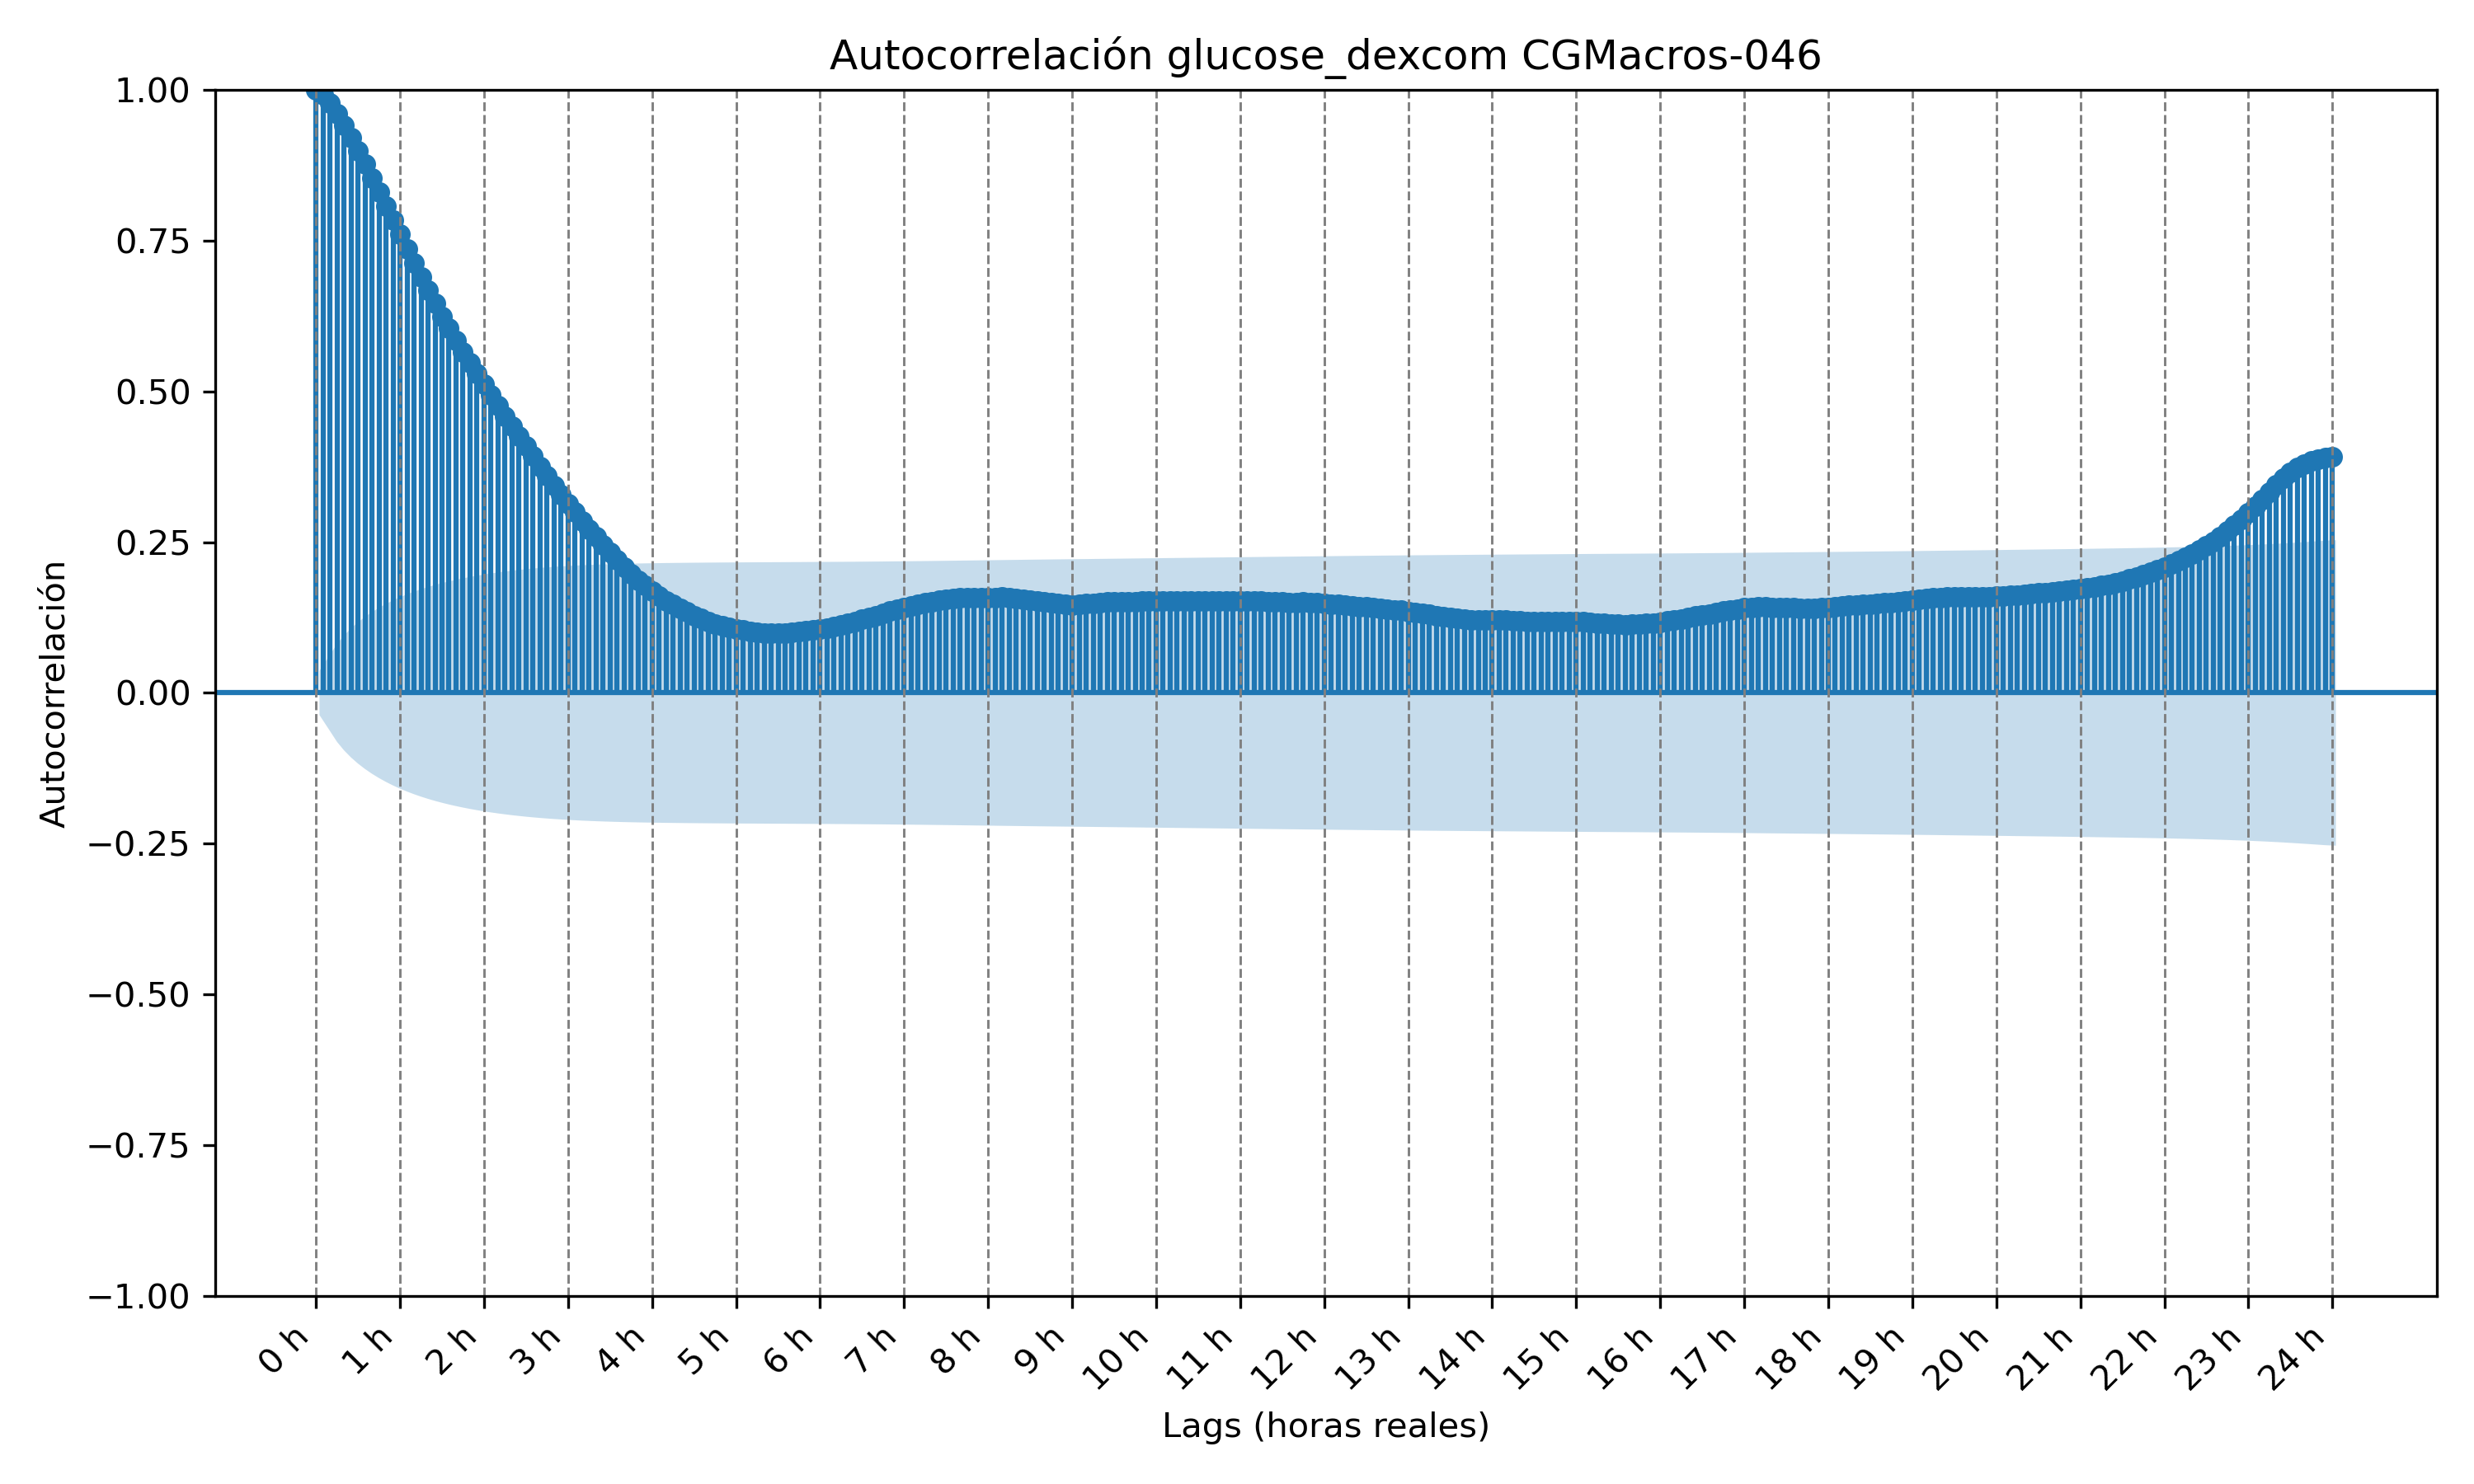 Autocorrelación glucose_dexcom CGMacros-046
1.00
0.75
0.50
0.25
0.00
−0.25
−0.50
−0.75
−1.00
Autocorrelación
0 h
1 h
2 h
3 h
4 h
5 h
6 h
7 h
8 h
9 h
10 h
11 h
12 h
13 h
14 h
15 h
16 h
17 h
18 h
19 h
20 h
21 h
22 h
23 h
24 h
Lags (horas reales)